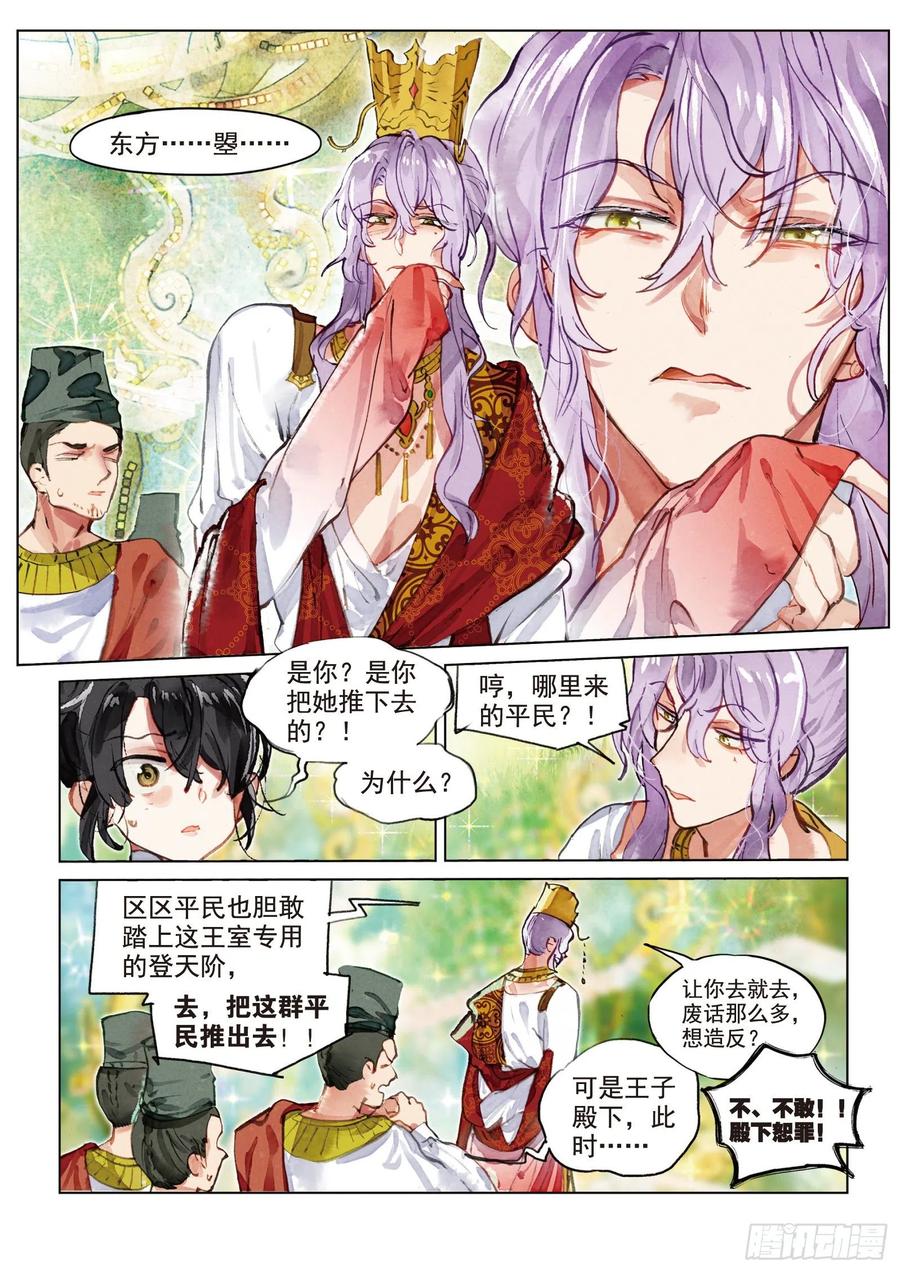 东方……曌……
是你？是你
把她推下去
的？！
为什么？
哼，哪里来
的平民？！
区区平民也胆敢
踏上这王室专用
的登天阶，
去，把这群平
民推出去！！
可是王子
殿下，此
时……
让你去就去，
废话那么多，
想造反？
不、不敢！！
殿下恕罪！
腾讯动漫